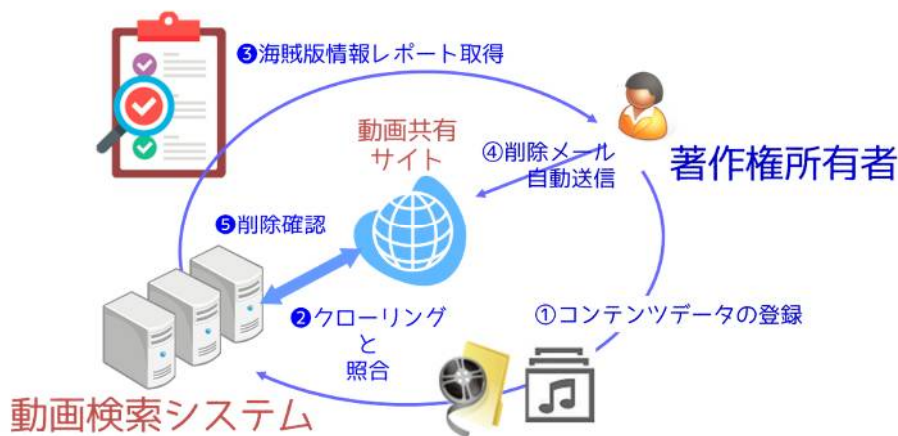 ❸海賊版情報レポート取得
動画共有
サイト
④削除メール
自動送信
著作権所有者
❺削除確認
❷クローリング
と
照合
①コンテンツデータの登録
動画検索システム